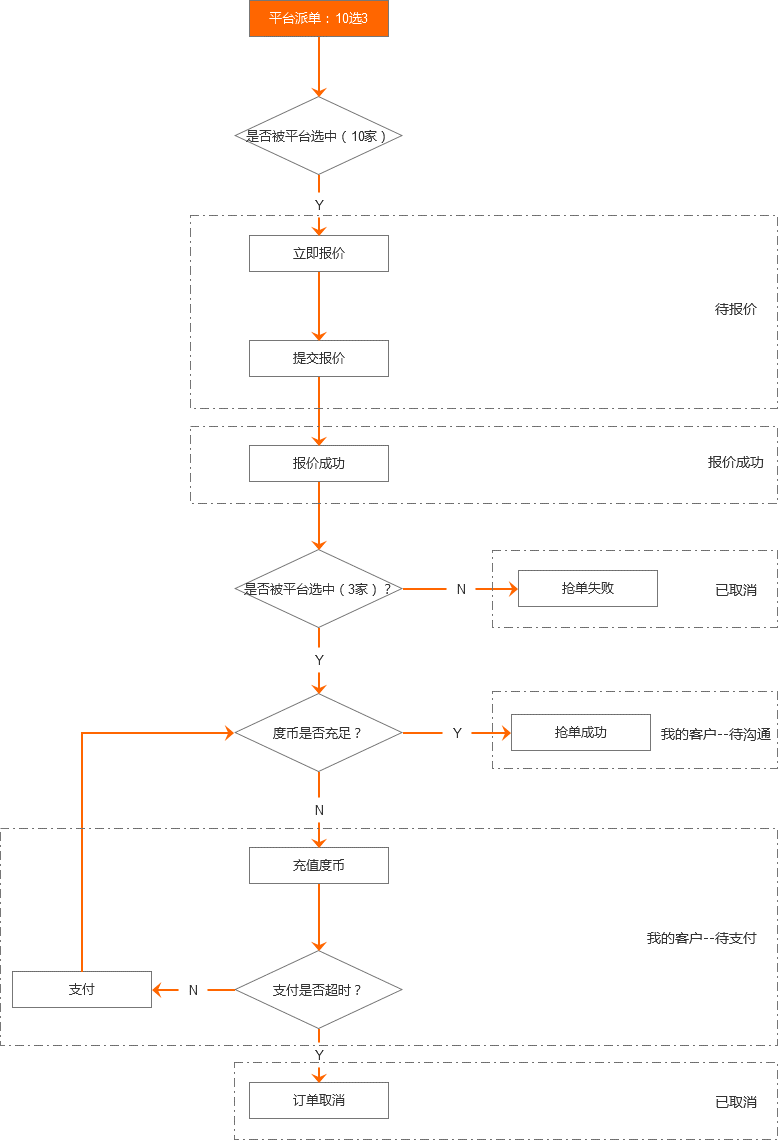 平台派单：10选3
是否被平台选中（10家）
Y
立即报价
待报价
提交报价
报价成功
报价成功
是否被平台选中（3家）？
N
抢单失败
已取消
Y
度币是否充足？
Y
抢单成功
我的客户--待沟通
N
充值度币
我的客户--待支付
支付是否超时？
N
支付
Y
订单取消
已取消